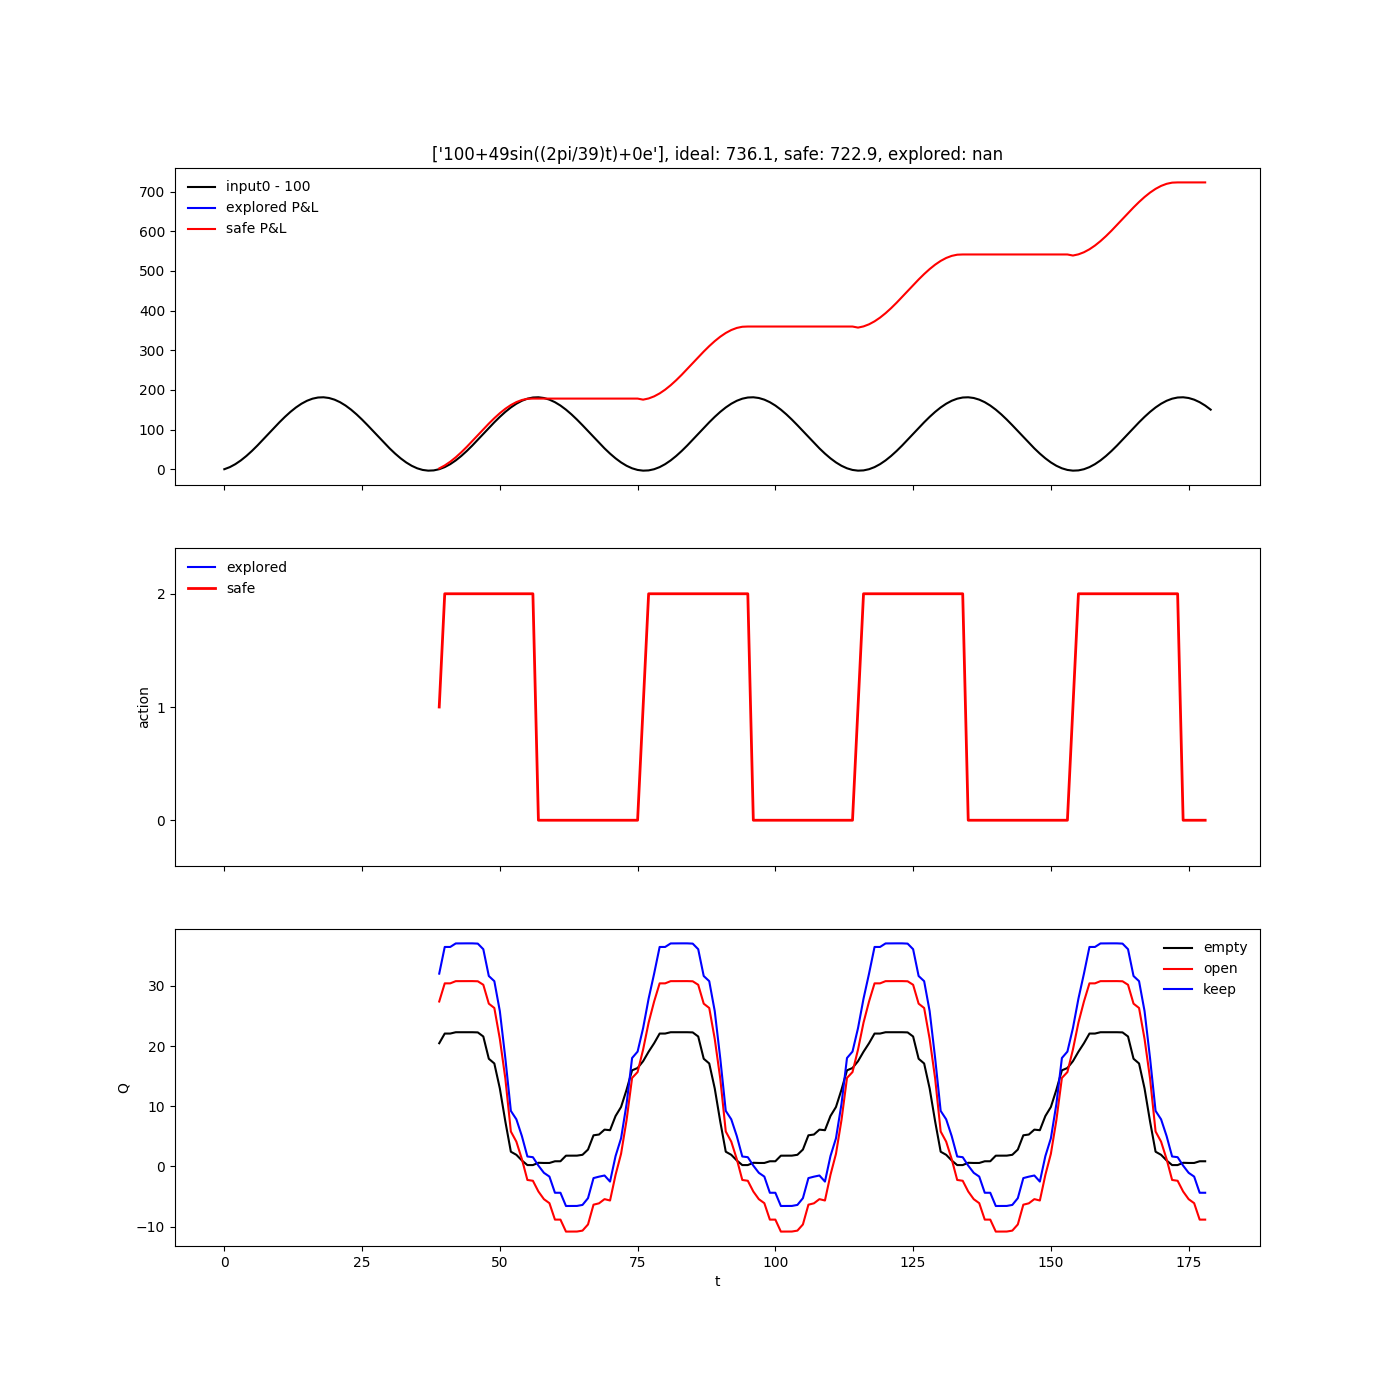 ['100+49sin((2pi/39)t)+0e'], ideal: 736.1, safe: 722.9, explored: nan
input0 - 100
explored P&L
safe P&L
700
600
500
400
300
200
100
0
explored
safe
2
1
0
action
empty
open
keep
30
20
10
0
−10
Q
0 25 50 75 100 125 150 175
t